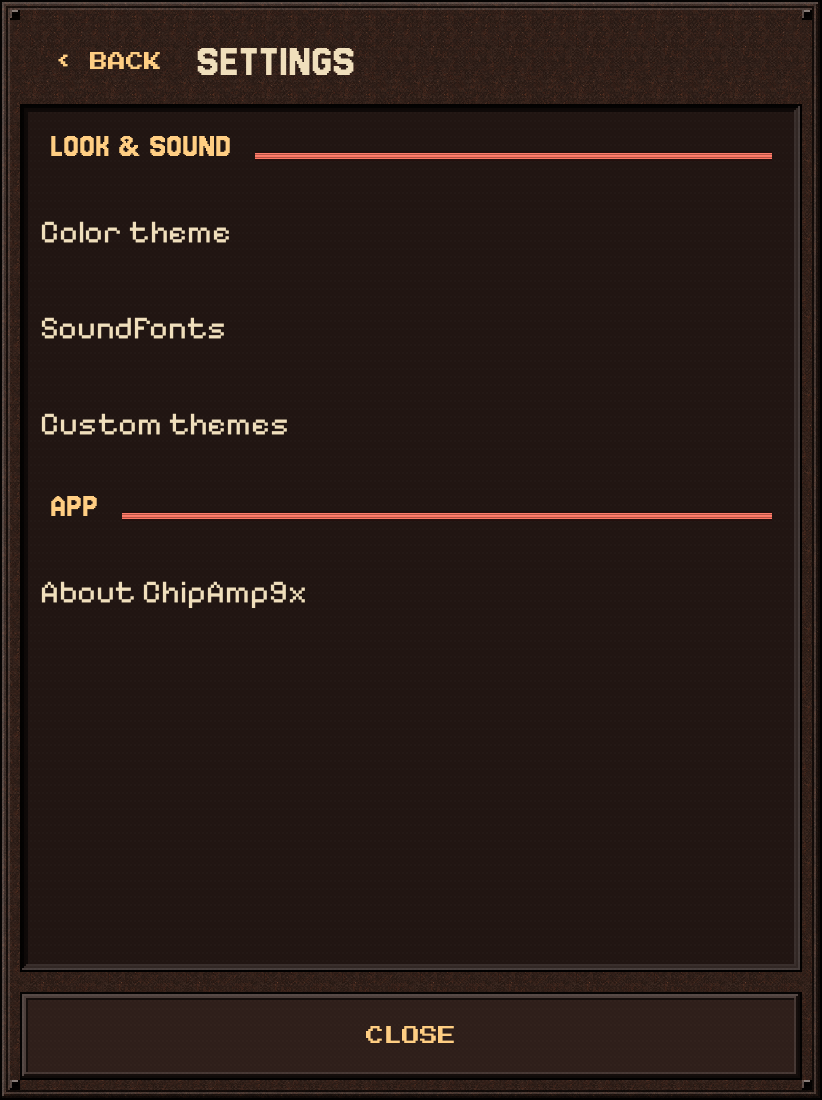 ‹ BACK SETTINGS
LOOK & SOUND
Color theme
SoundFonts
Custom themes
APP
About ChipAmp9x
CLOSE